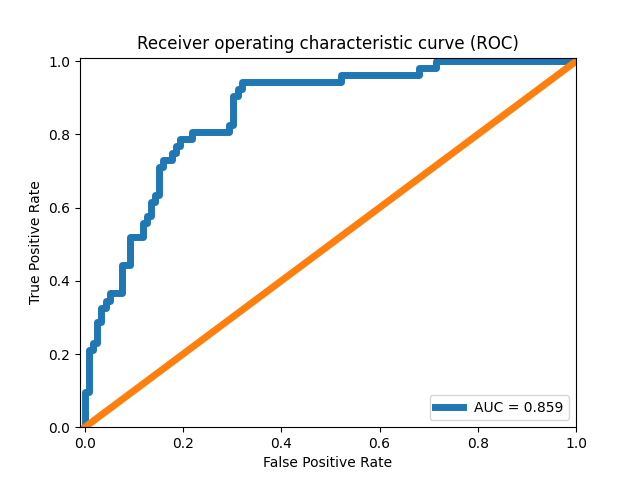 Receiver operating characteristic curve (ROC)
1.0
0.8
0.6
0.4
0.2
0.0
True Positive Rate
AUC = 0.859
0.0 0.2 0.4 0.6 0.8 1.0
False Positive Rate